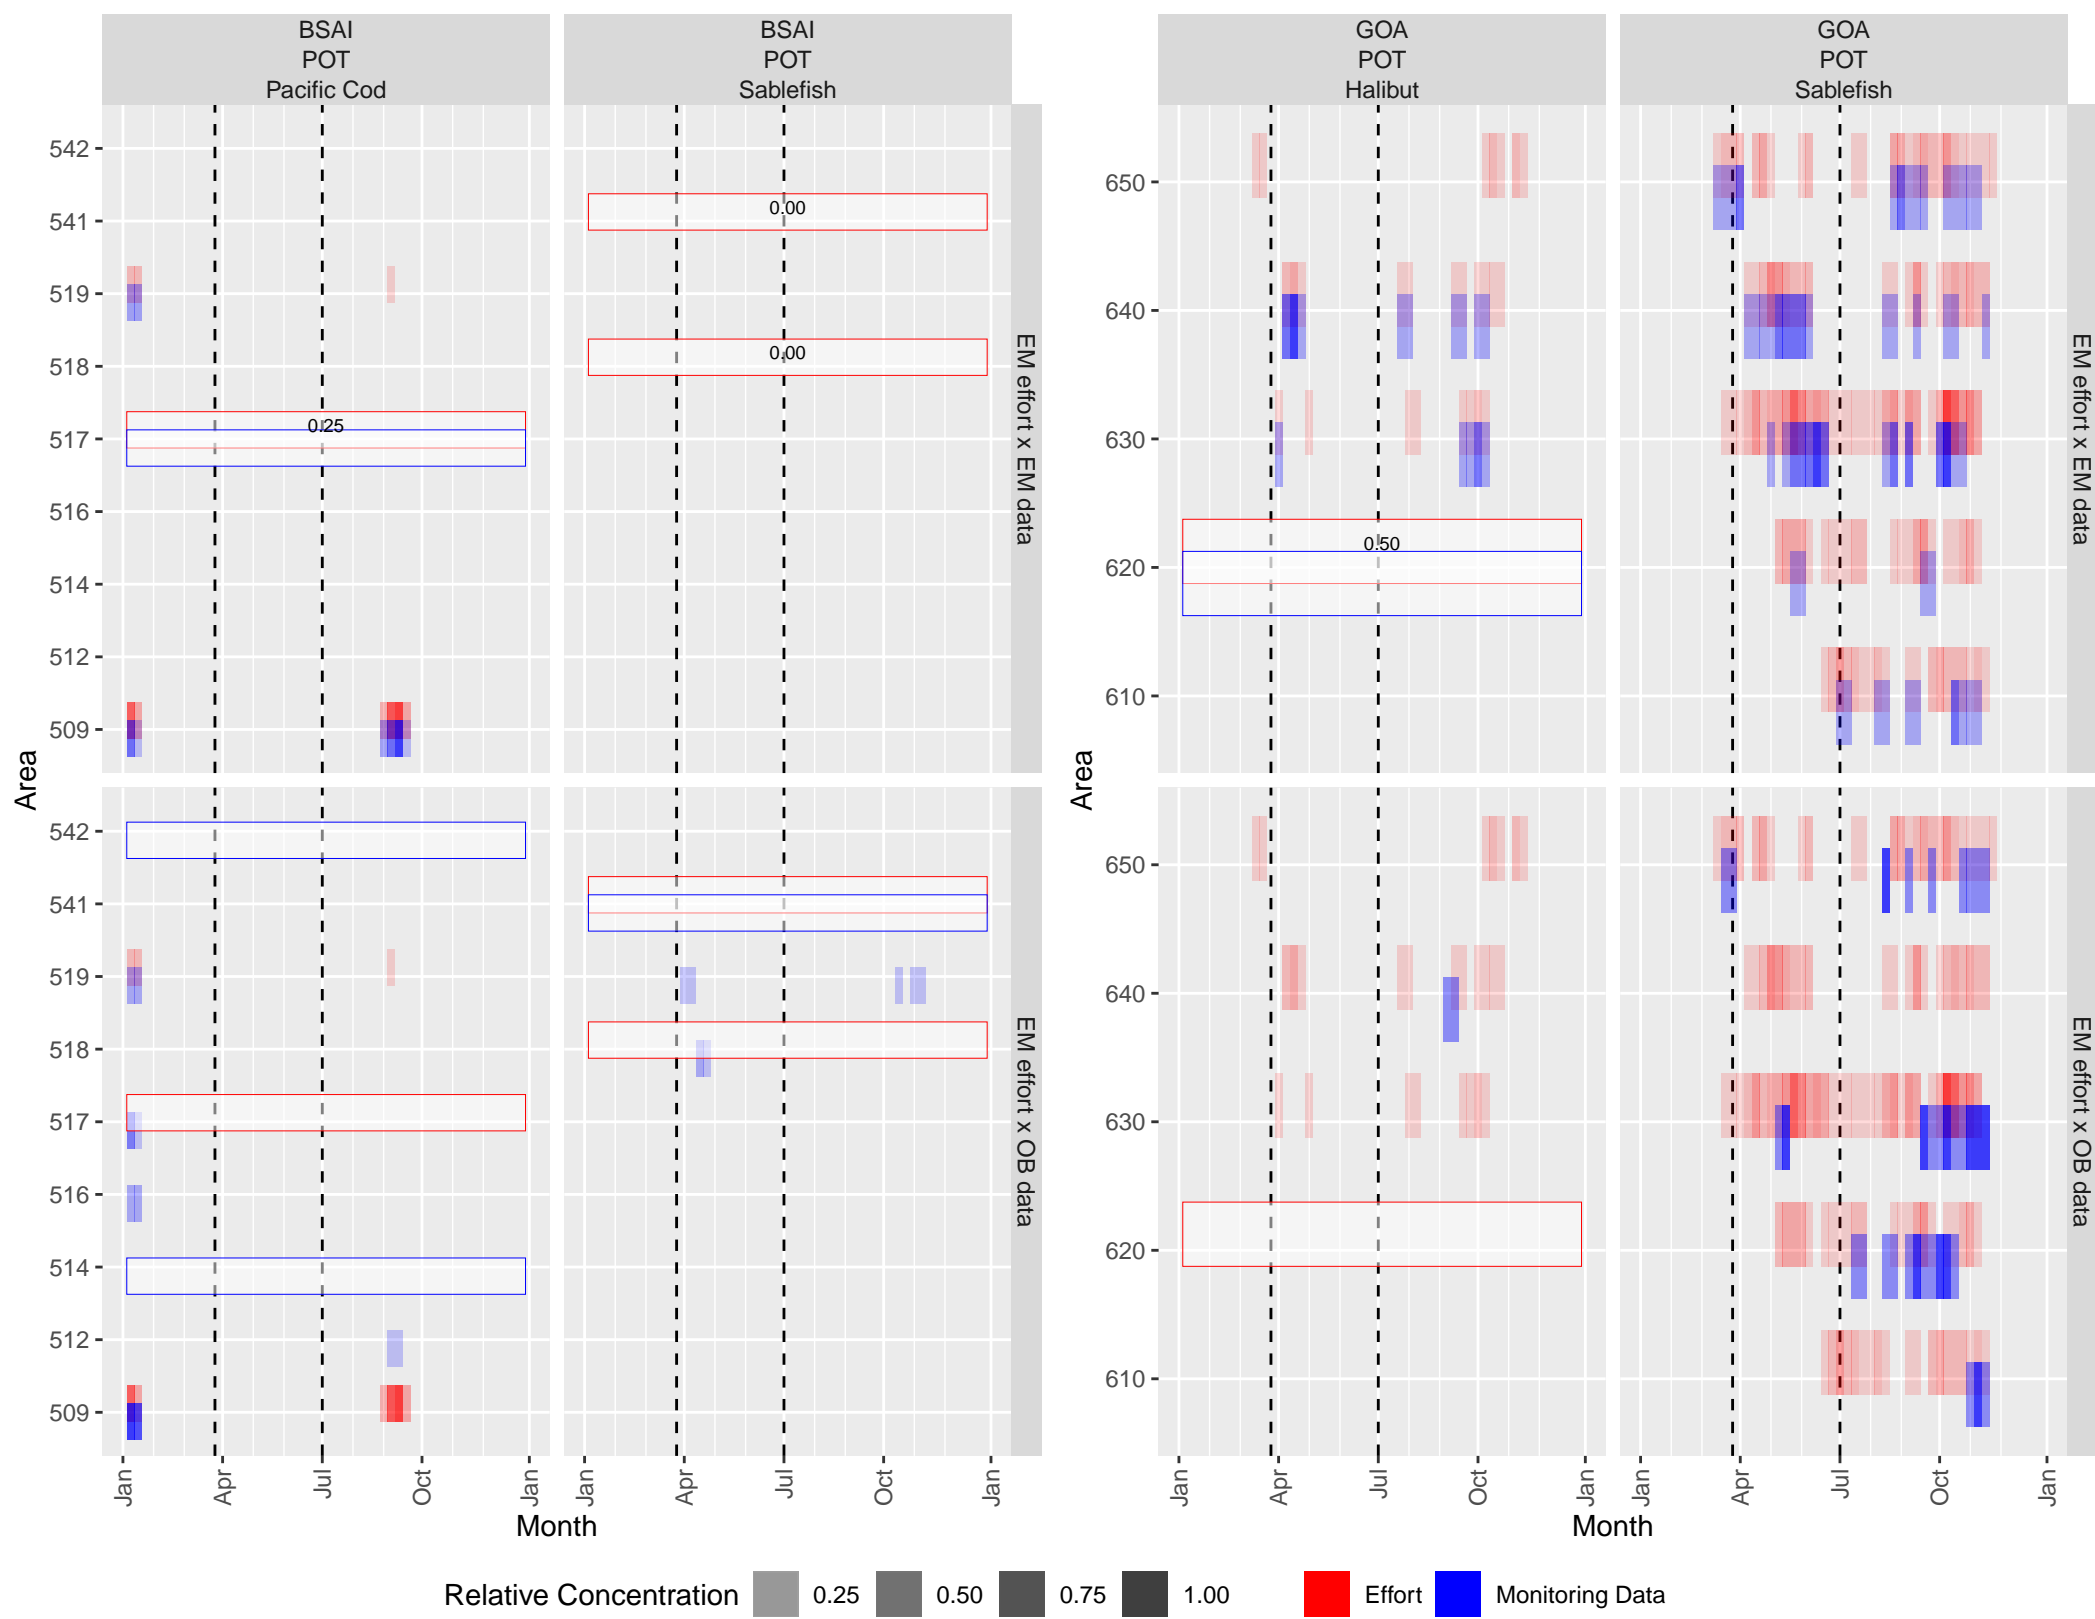 BSAI
POT
Pacific Cod
BSAI
POT
Sablefish
GOA
POT
Halibut
GOA
POT
Sablefish
542
541
519
518
517
516
514
512
509
0.25
0.00
0.00
EM effort x EM data
650
640
630
620
610
0.50
EM effort x EM data
Area
Area
542
541
519
518
517
516
514
512
509
EM effort x OB data
650
640
630
620
610
EM effort x OB data
Jan
Apr
Jul
Oct
Jan
Jan
Apr
Jul
Oct
Jan
Jan
Apr
Jul
Oct
Jan
Jan
Apr
Jul
Oct
Jan
Month
Month
Relative Concentration 0.25 0.50 0.75 1.00 Effort Monitoring Data